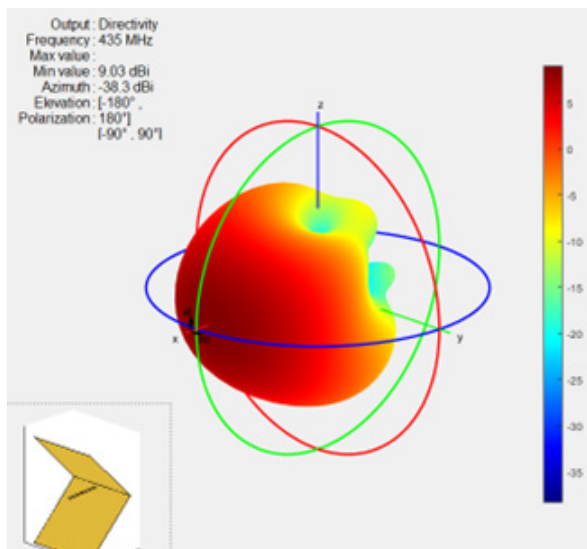 Output : Directivity
Frequency : 435 MHz
Max value :
Min value : 9.03 dBi
Azimuth : -38.3 dBi
Elevation : [-180° ,
Polarization : 180°]
[-90° , 90°]
z
x
y
5
0
-5
-10
-15
-20
-25
-30
-35